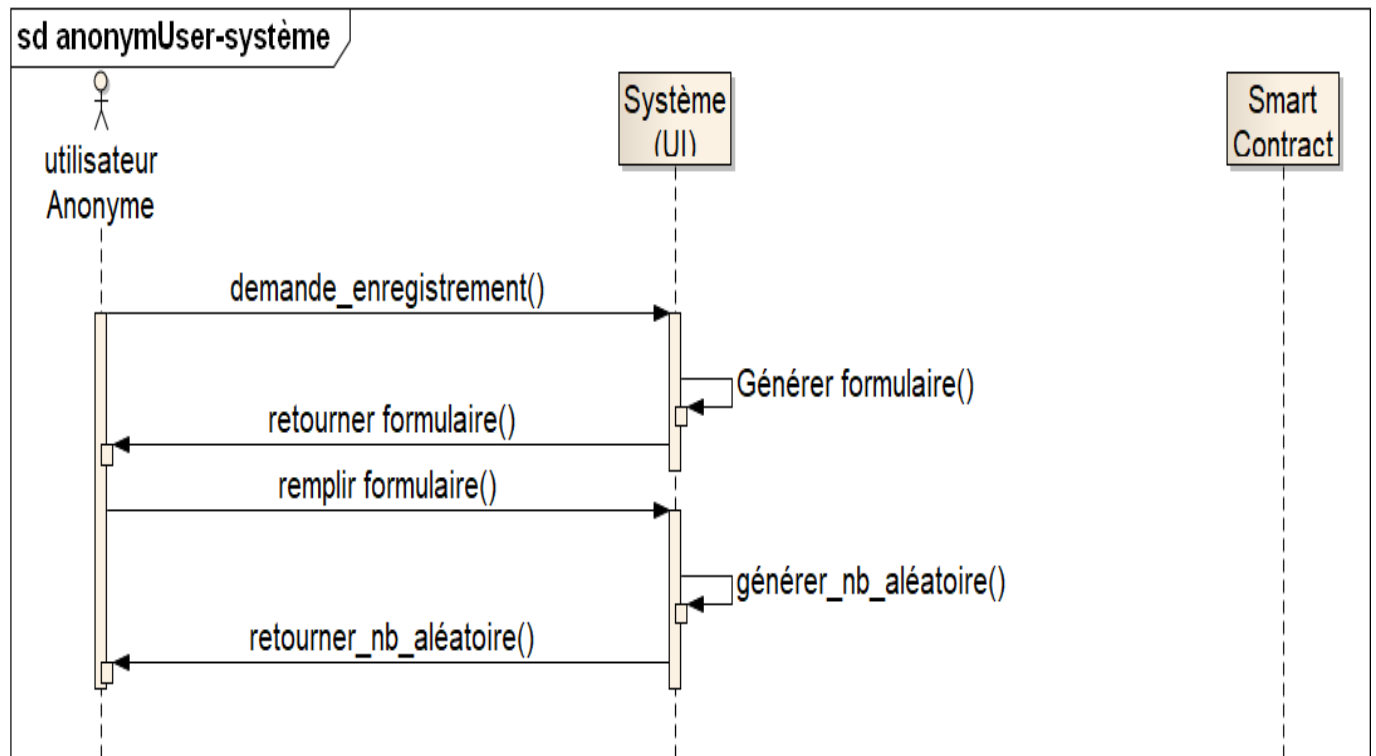 sd anonymUser-système
utilisateur
Anonyme
Système
(UI)
Smart
Contract
demande_enregistrement()
Générer formulaire()
retourner formulaire()
remplir formulaire()
générer_nb_aléatoire()
retourner_nb_aléatoire()